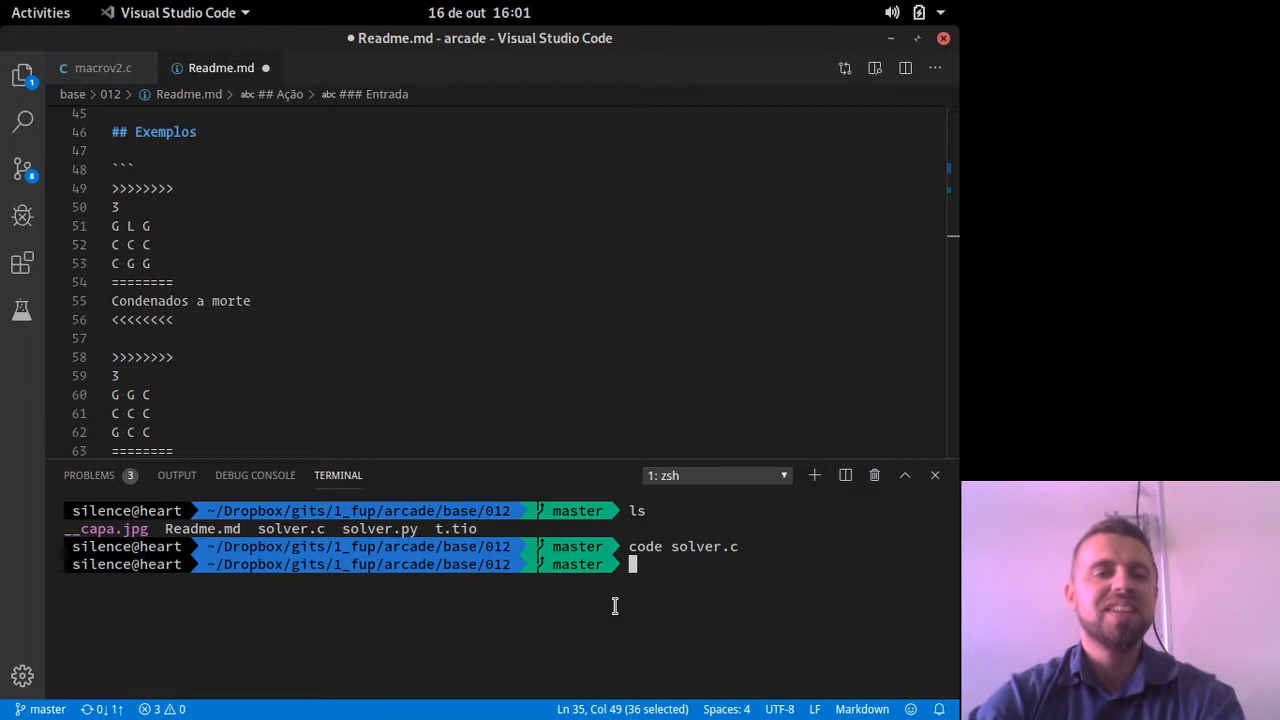 Activities
Visual Studio Code
16 de out 16:01
Readme.md - arcade - Visual Studio Code
macrov2.c
Readme.md
base
012
Readme.md
abc ## Ação
abc ### Entrada
1
8
45
46 ## Exemplos
47
48 ```
49 >>>>>>>>
50 3
51 G L G
52 C C C
53 C G G
54 ========
55 Condenados a morte
56 <<<<<<<<
57
58 >>>>>>>>
59 3
60 G G C
61 C C C
62 G C C
63 ========
PROBLEMS 3 OUTPUT DEBUG CONSOLE TERMINAL 1: zsh
silence@heart ~/Dropbox/gits/1_fup/arcade/base/012 master ls
__capa.jpg Readme.md solver.c solver.py t.tio
silence@heart ~/Dropbox/gits/1_fup/arcade/base/012 master code solver.c
silence@heart ~/Dropbox/gits/1_fup/arcade/base/012 master
master 0↓ 1↑ 3 0 Ln 35, Col 49 (36 selected) Spaces: 4 UTF-8 LF Markdown